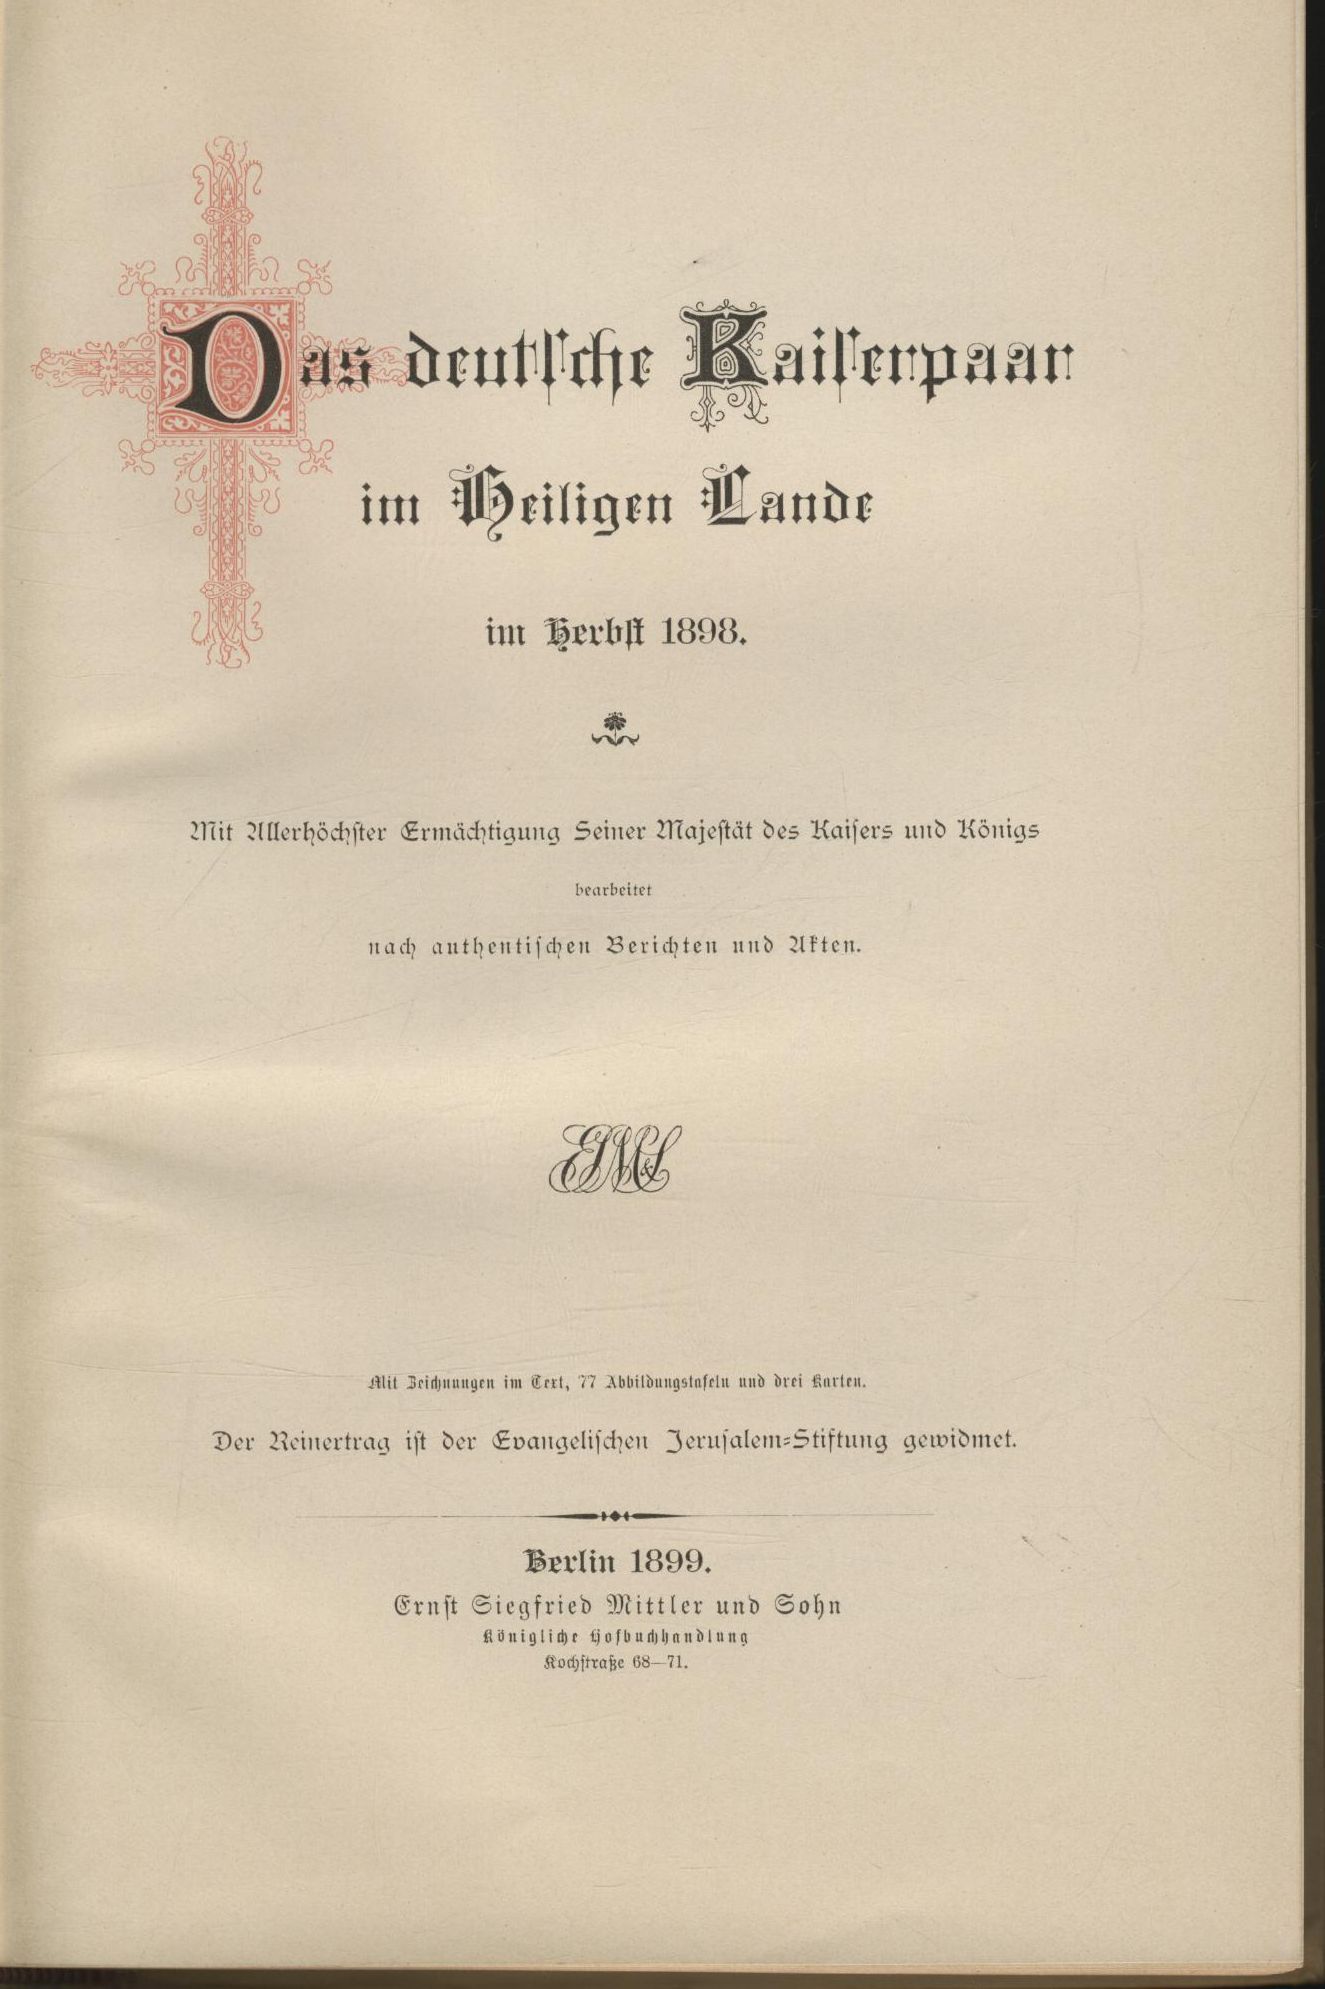 Das deutsche Kaiserpaar
im Heiligen Lande
im Herbst 1898.
Mit Allerhöchster Ermächtigung Seiner Majestät des Kaisers und Königs
bearbeitet
nach authentischen Berichten und Akten.
Mit Zeichnungen im Text, 77 Abbildungstafeln und drei Karten.
Der Reinertrag ist der Evangelischen Jerusalem=Stiftung gewidmet.
Berlin 1899.
Ernst Siegfried Mittler und Sohn
Königliche Hofbuchhandlung
Kochstraße 68—71.